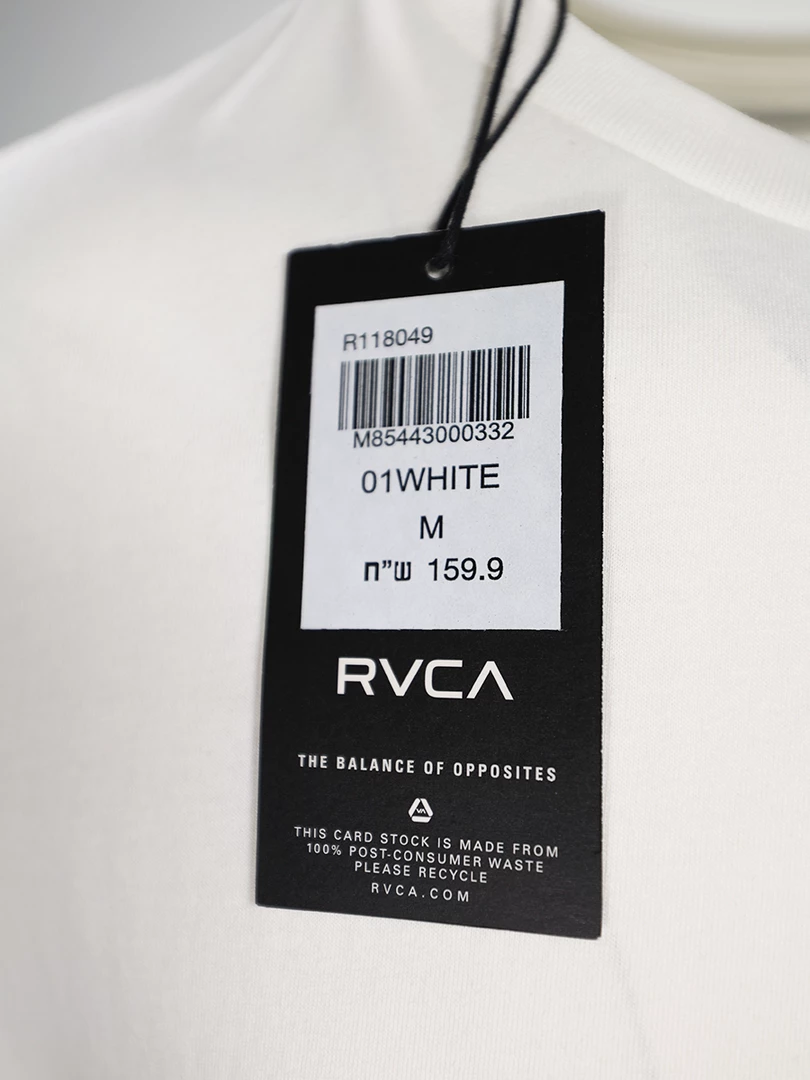 R118049
M85443000332
01WHITE
M
ש”ח 159.9
RVCA
THE BALANCE OF OPPOSITES
VA
THIS CARD STOCK IS MADE FROM
100% POST-CONSUMER WASTE
PLEASE RECYCLE
RVCA.COM